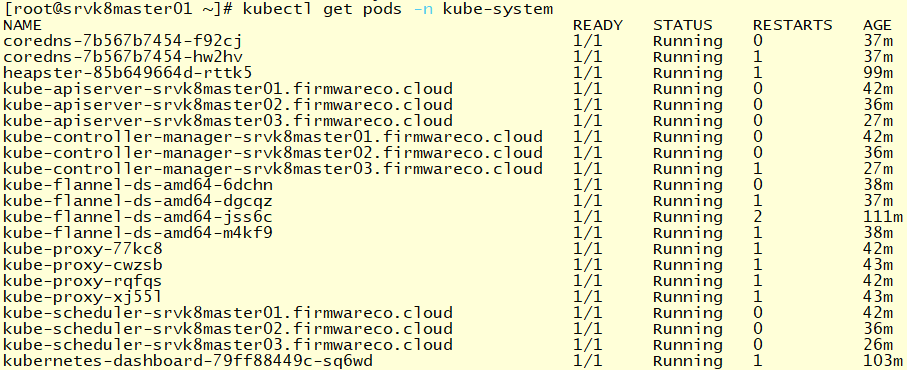 [root@srvk8master01 ~]# kubectl get pods -n kube-system
NAME READY STATUS RESTARTS AGE
coredns-7b567b7454-f92cj 1/1 Running 0 37m
coredns-7b567b7454-hw2hv 1/1 Running 1 37m
heapster-85b649664d-rttk5 1/1 Running 1 99m
kube-apiserver-srvk8master01.firmwareco.cloud 1/1 Running 0 42m
kube-apiserver-srvk8master02.firmwareco.cloud 1/1 Running 0 36m
kube-apiserver-srvk8master03.firmwareco.cloud 1/1 Running 0 27m
kube-controller-manager-srvk8master01.firmwareco.cloud 1/1 Running 0 42m
kube-controller-manager-srvk8master02.firmwareco.cloud 1/1 Running 0 36m
kube-controller-manager-srvk8master03.firmwareco.cloud 1/1 Running 1 27m
kube-flannel-ds-amd64-6dchn 1/1 Running 0 38m
kube-flannel-ds-amd64-dgcqz 1/1 Running 1 37m
kube-flannel-ds-amd64-jss6c 1/1 Running 2 111m
kube-flannel-ds-amd64-m4kf9 1/1 Running 1 38m
kube-proxy-77kc8 1/1 Running 1 42m
kube-proxy-cwzsb 1/1 Running 1 43m
kube-proxy-rqfqs 1/1 Running 1 42m
kube-proxy-xj55l 1/1 Running 1 43m
kube-scheduler-srvk8master01.firmwareco.cloud 1/1 Running 0 42m
kube-scheduler-srvk8master02.firmwareco.cloud 1/1 Running 0 36m
kube-scheduler-srvk8master03.firmwareco.cloud 1/1 Running 0 26m
kubernetes-dashboard-79ff88449c-sq6wd 1/1 Running 1 103m